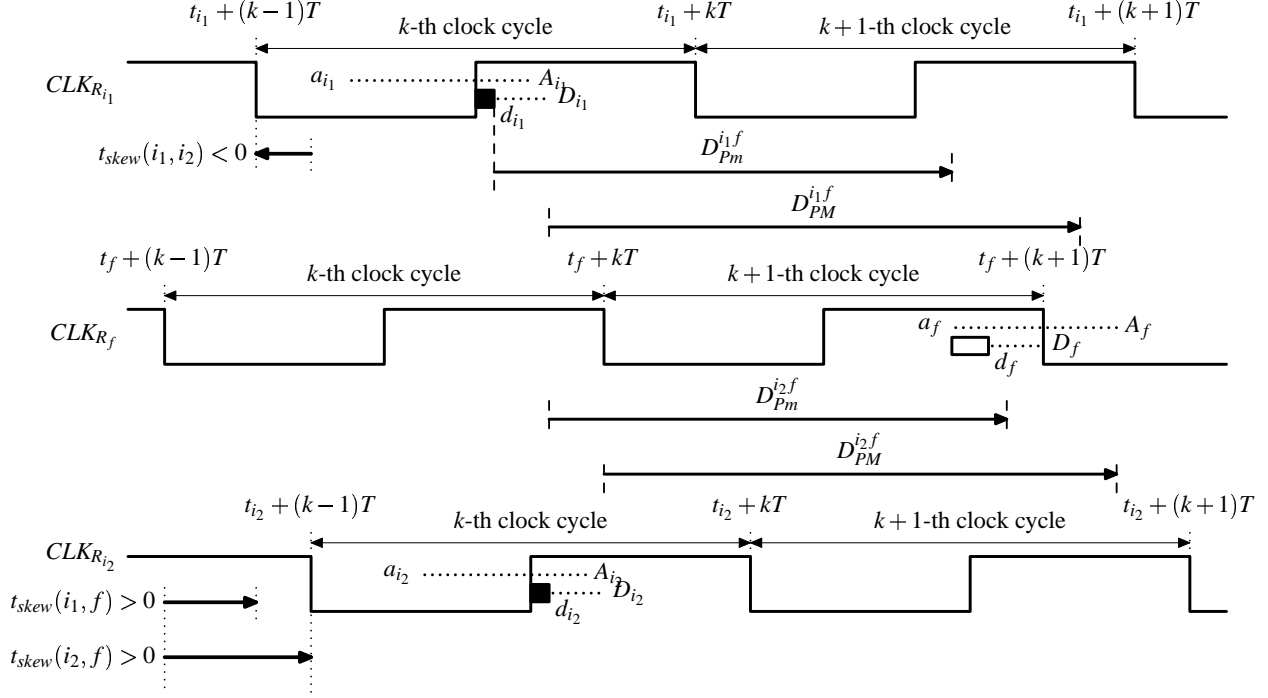 t_{i_1} + (k − 1)T t_{i_1} + kT t_{i_1} + (k + 1)T
k-th clock cycle k + 1-th clock cycle
CLK_{R_{i_1}} a_{i_1} A_{i_1}
D_{i_1}
d_{i_1}
t_{skew}(i_1, i_2) < 0 D_{Pm}^{i_1 f}
D_{PM}^{i_1 f}
t_f + (k − 1)T t_f + kT t_f + (k + 1)T
k-th clock cycle k + 1-th clock cycle
CLK_{R_f} a_f A_f
D_f
d_f
D_{Pm}^{i_2 f}
D_{PM}^{i_2 f}
t_{i_2} + (k − 1)T t_{i_2} + kT t_{i_2} + (k + 1)T
k-th clock cycle k + 1-th clock cycle
CLK_{R_{i_2}} a_{i_2} A_{i_2}
t_{skew}(i_1, f) > 0 D_{i_2}
d_{i_2}
t_{skew}(i_2, f) > 0